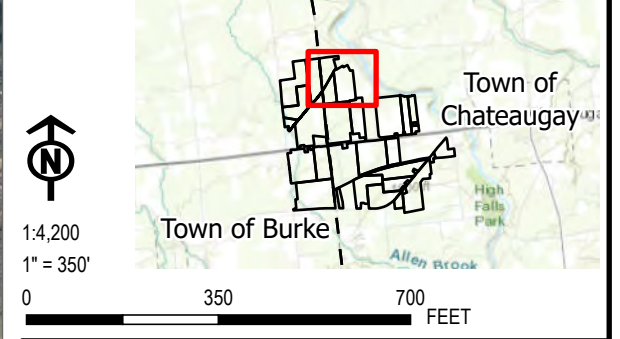 Town of
Chateaugay
N
1:4,200
1" = 350'
Town of Burke
High
Falls
Park
Allen Brook
0 350 700
FEET